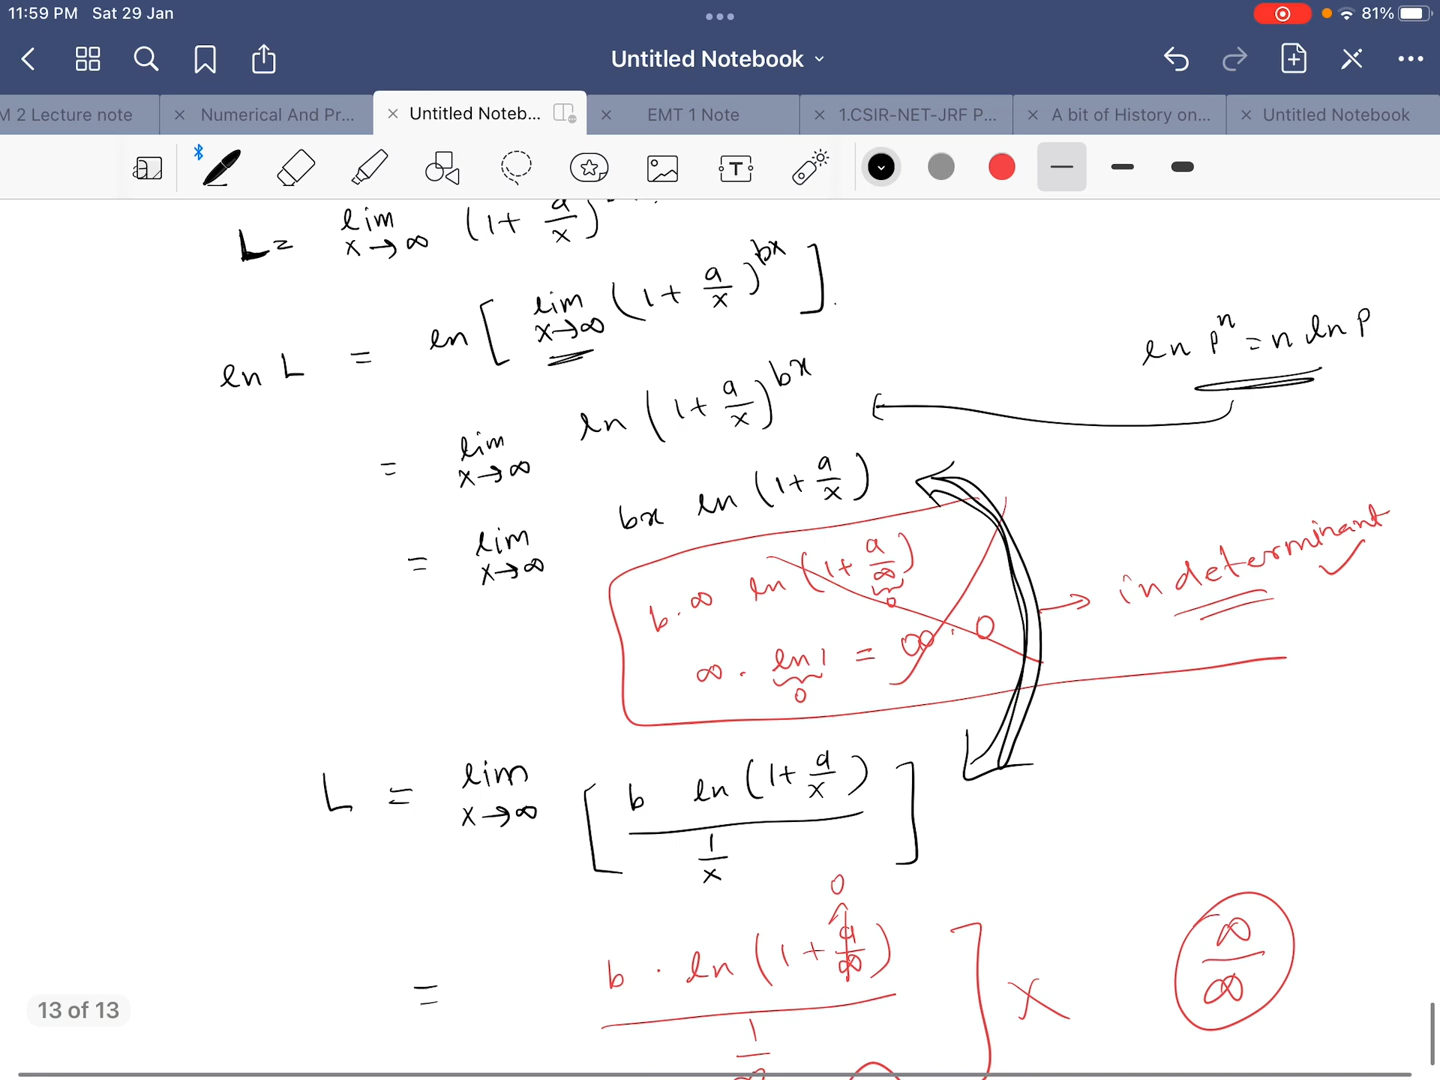 11:59 PM Sat 29 Jan
81%
Untitled Notebook
M 2 Lecture note
Numerical And Pr...
Untitled Noteb...
EMT 1 Note
1.CSIR-NET-JRF P...
A bit of History on...
Untitled Notebook
L = lim x→∞ (1 + a/x)
ln L = ln [ lim x→∞ (1 + a/x)^bx ]
ln P^n = n ln P
= lim x→∞ ln (1 + a/x)^bx
= lim x→∞ bx ln (1 + a/x)
b.∞ ln (1 + a/∞)
0
→ indeterminant
∞ . ln 1 = ∞ . 0
0
L = lim x→∞ [ b ln (1 + a/x) / 1/x ]
0
= b . ln (1 + a/∞) / 1/∞ ] X
∞/∞
13 of 13